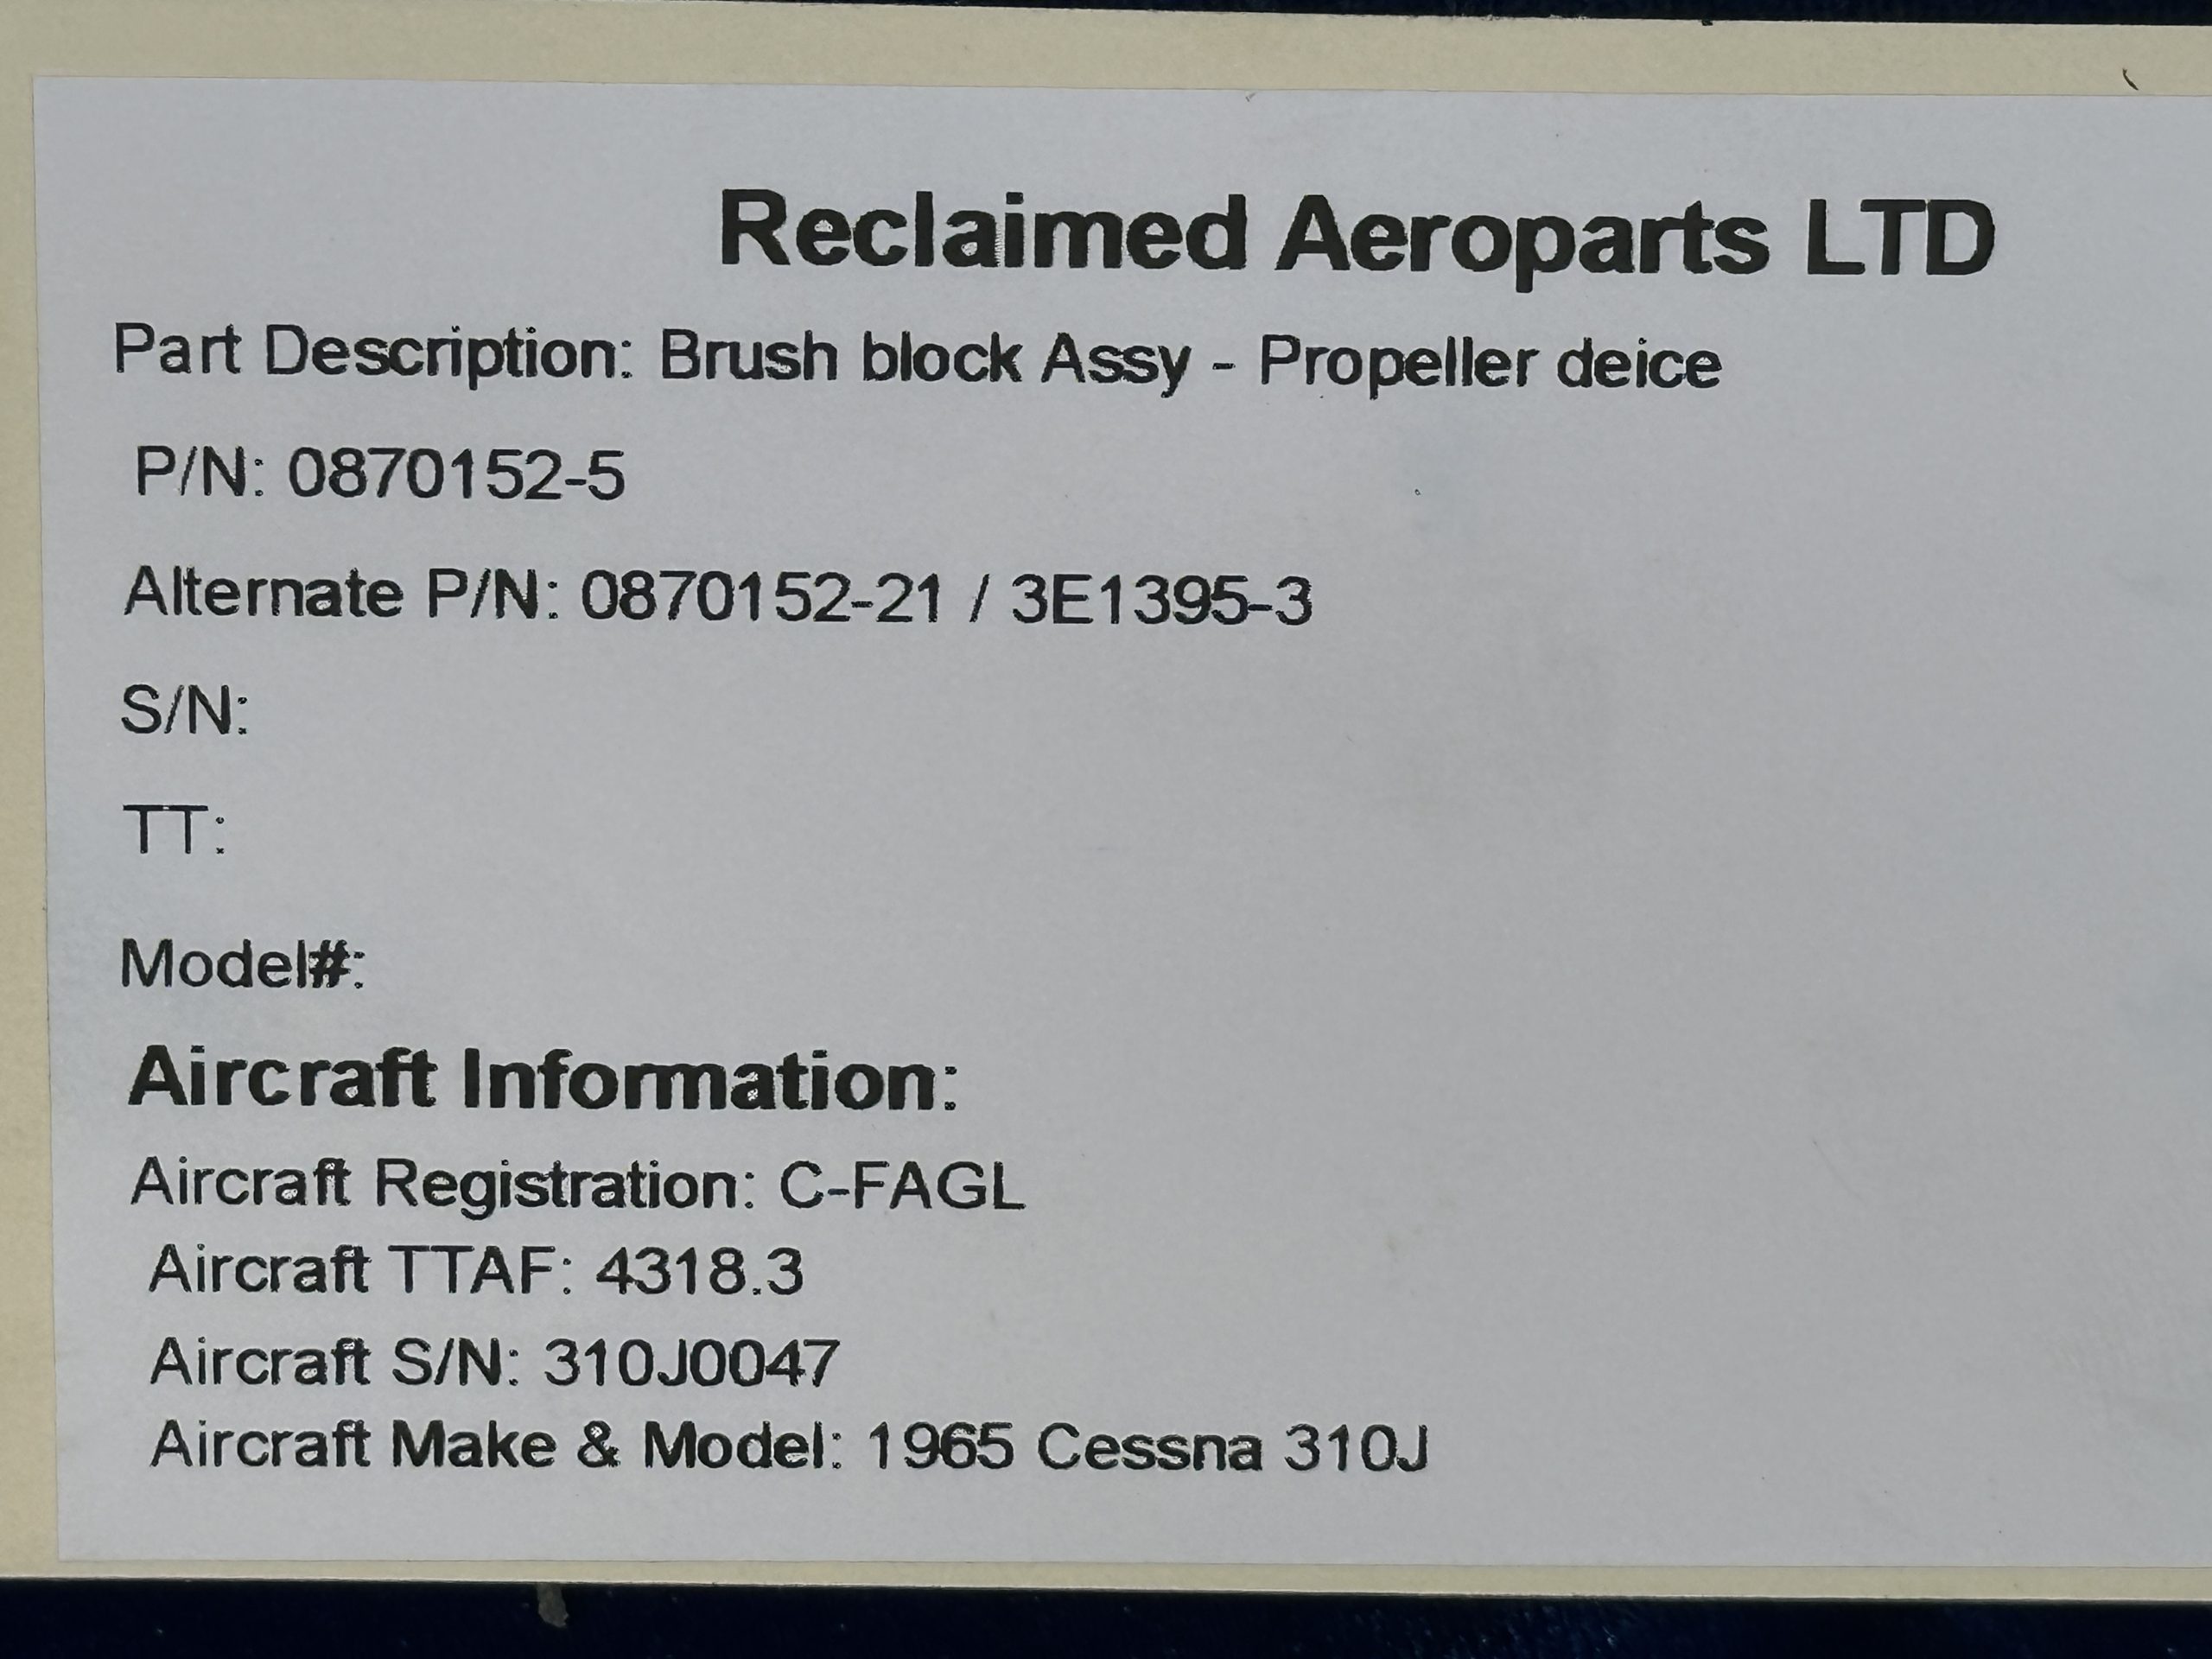 Reclaimed Aeroparts LTD
Part Description: Brush block Assy - Propeller deice
P/N: 0870152-5
Alternate P/N: 0870152-21 / 3E1395-3
S/N:
TT:
Model#:
Aircraft Information:
Aircraft Registration: C-FAGL
Aircraft TTAF: 4318.3
Aircraft S/N: 310J0047
Aircraft Make & Model: 1965 Cessna 310J